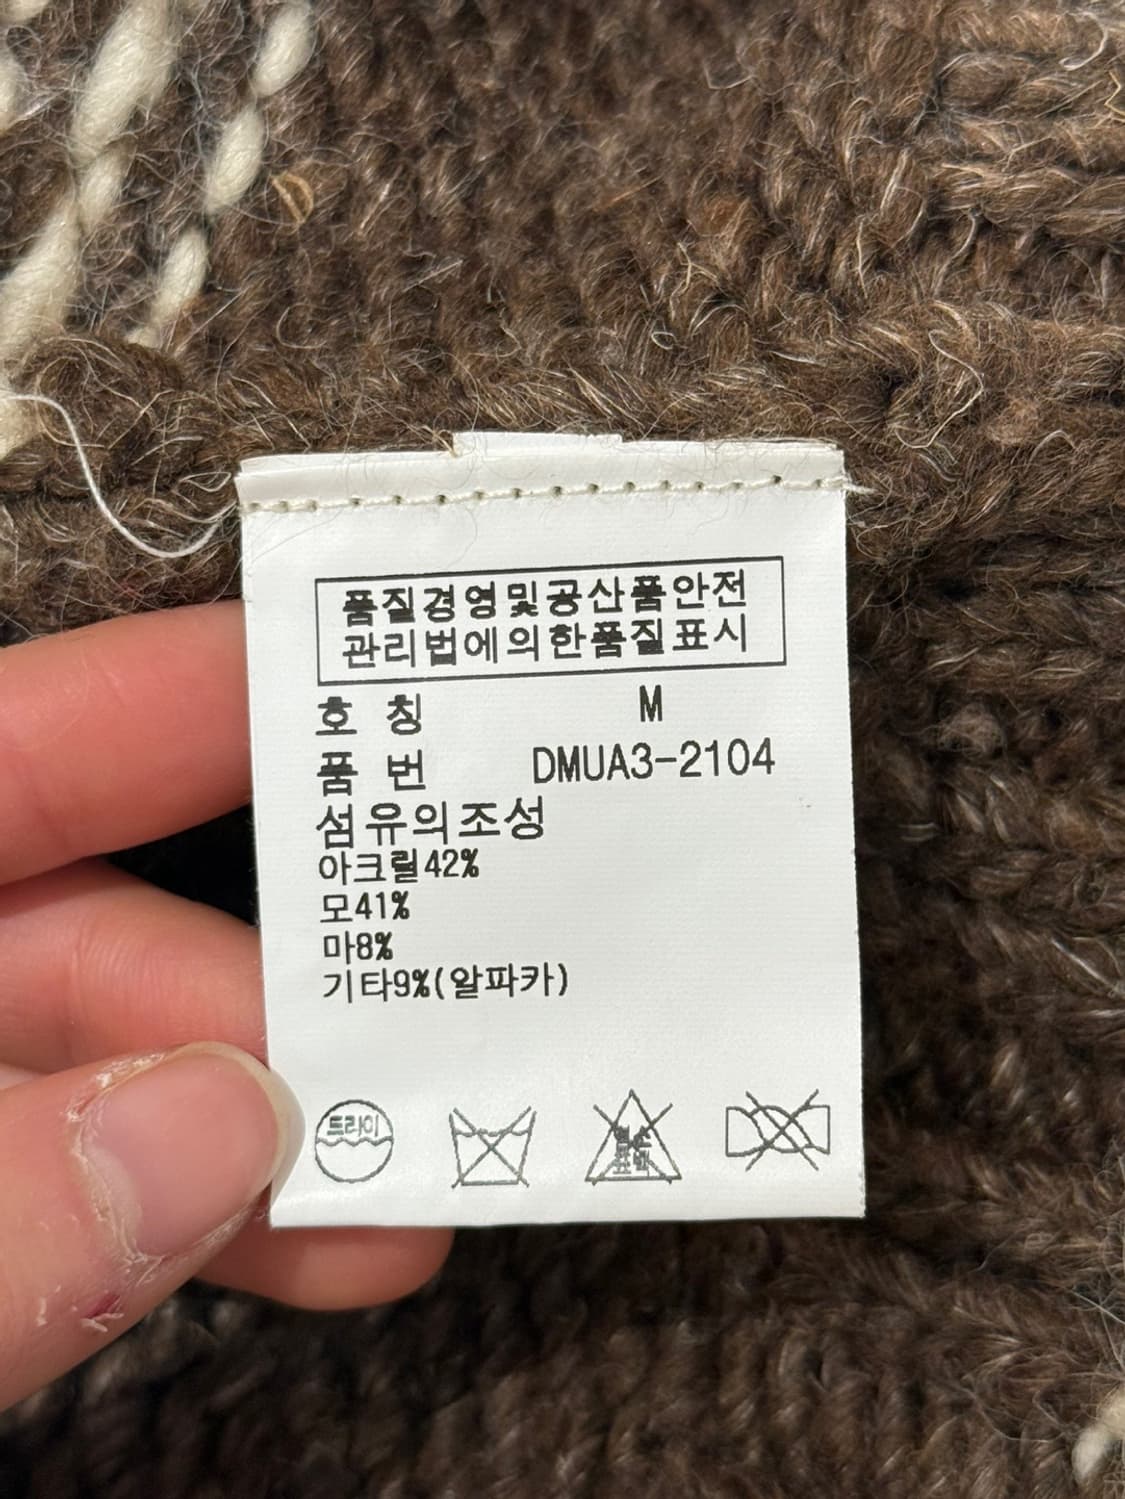 품질경영및공산품안전
관리법에의한품질표시
호 칭 M
품 번 DMUA3-2104
섬유의조성
아크릴42%
모41%
마8%
기타9%(알파카)
드라이